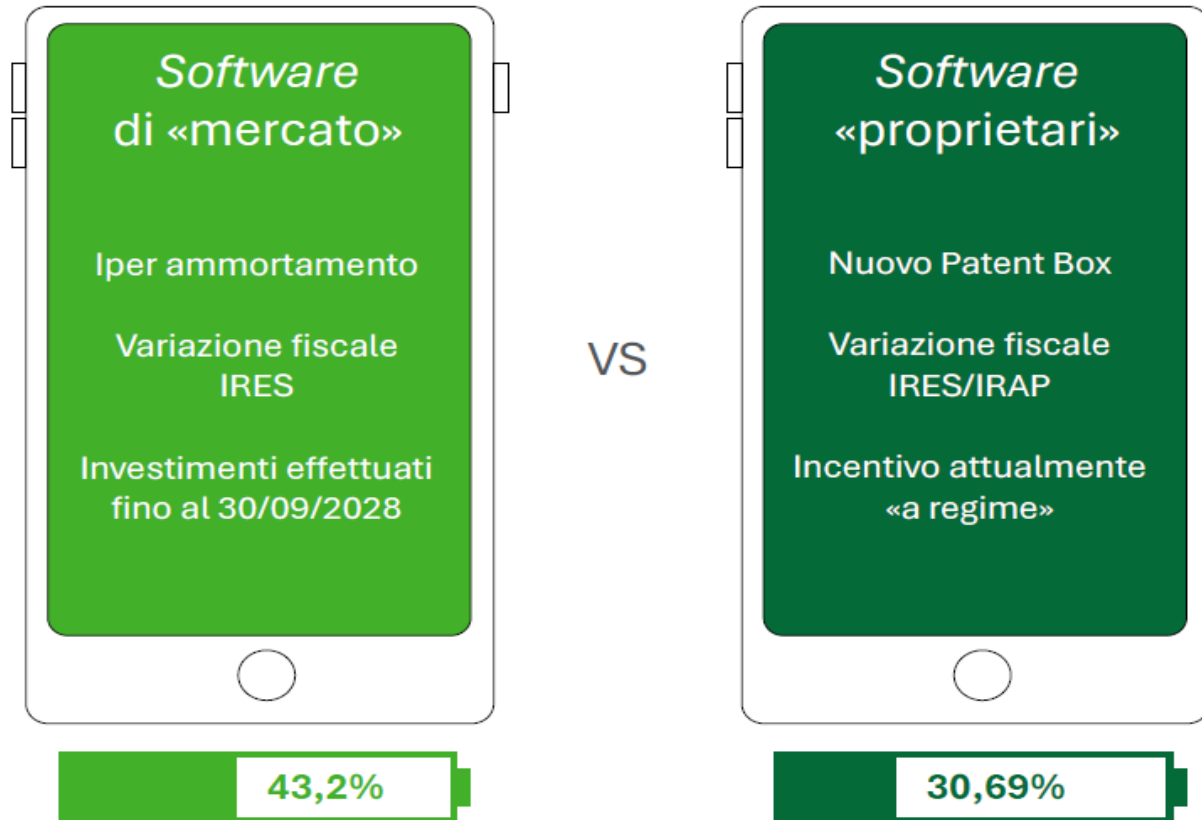 Software
di «mercato»
Iper ammortamento
Variazione fiscale
IRES
Investimenti effettuati
fino al 30/09/2028
43,2%
VS
Software
«proprietari»
Nuovo Patent Box
Variazione fiscale
IRES/IRAP
Incentivo attualmente
«a regime»
30,69%